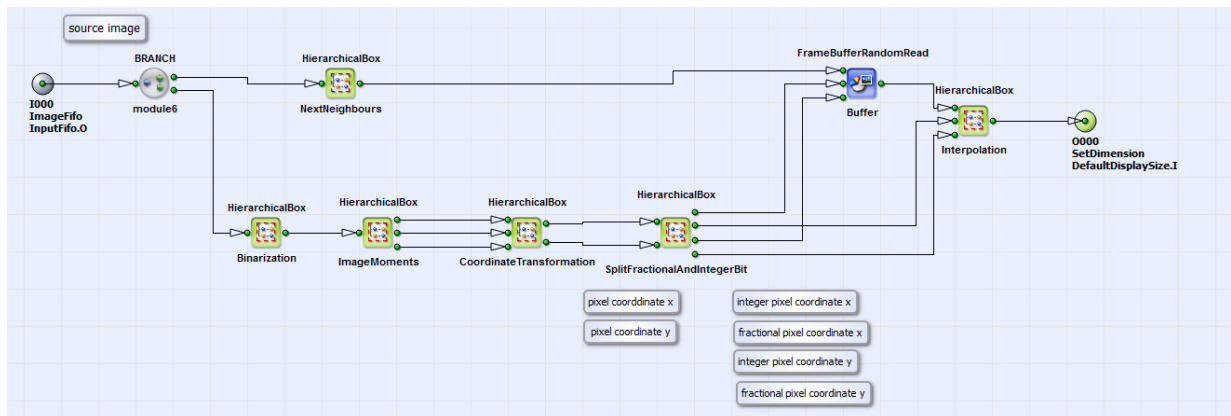 source image
BRANCH
HierarchicalBox
FrameBufferRandomRead
HierarchicalBox
I000
ImageFifo
InputFifo.O
module6
NextNeighbours
Buffer
Interpolation
O000
SetDimension
DefaultDisplaySize.I
HierarchicalBox
HierarchicalBox
HierarchicalBox
HierarchicalBox
Binarization
ImageMoments
CoordinateTransformation
SplitFractionalAndIntegerBit
pixel corddinate x
integer pixel coordinate x
pixel coordinate y
fractional pixel coordinate x
integer pixel coordinate y
fractional pixel coordinate y